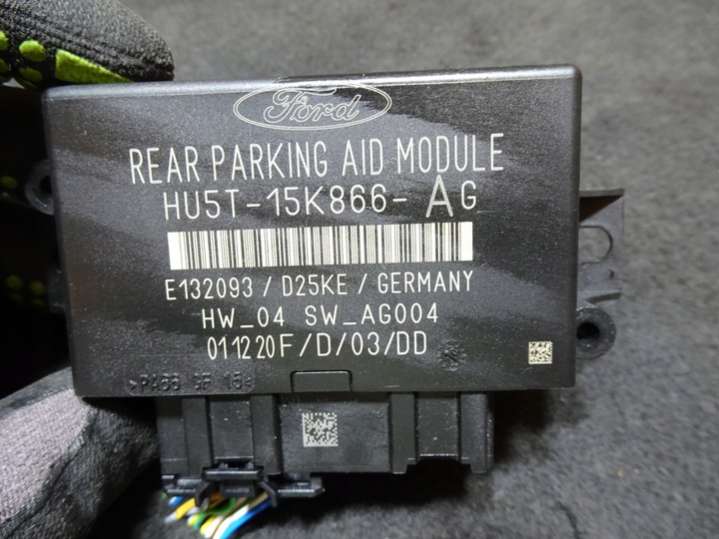 Ford
REAR PARKING AID MODULE
HU5T-15K866-AG
E132093 / D25KE / GERMANY
HW_04 SW_AG004
011220F/D/03/DD